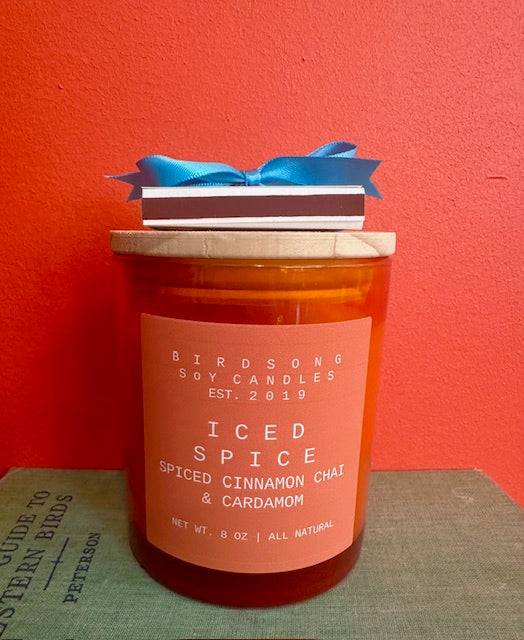 BIRDSONG
SOY CANDLES
EST. 2019
ICED
SPICE
SPICED CINNAMON CHAI
& CARDAMOM
NET WT. 8 OZ | ALL NATURAL
GUIDE TO
BIRDS
PETERSON